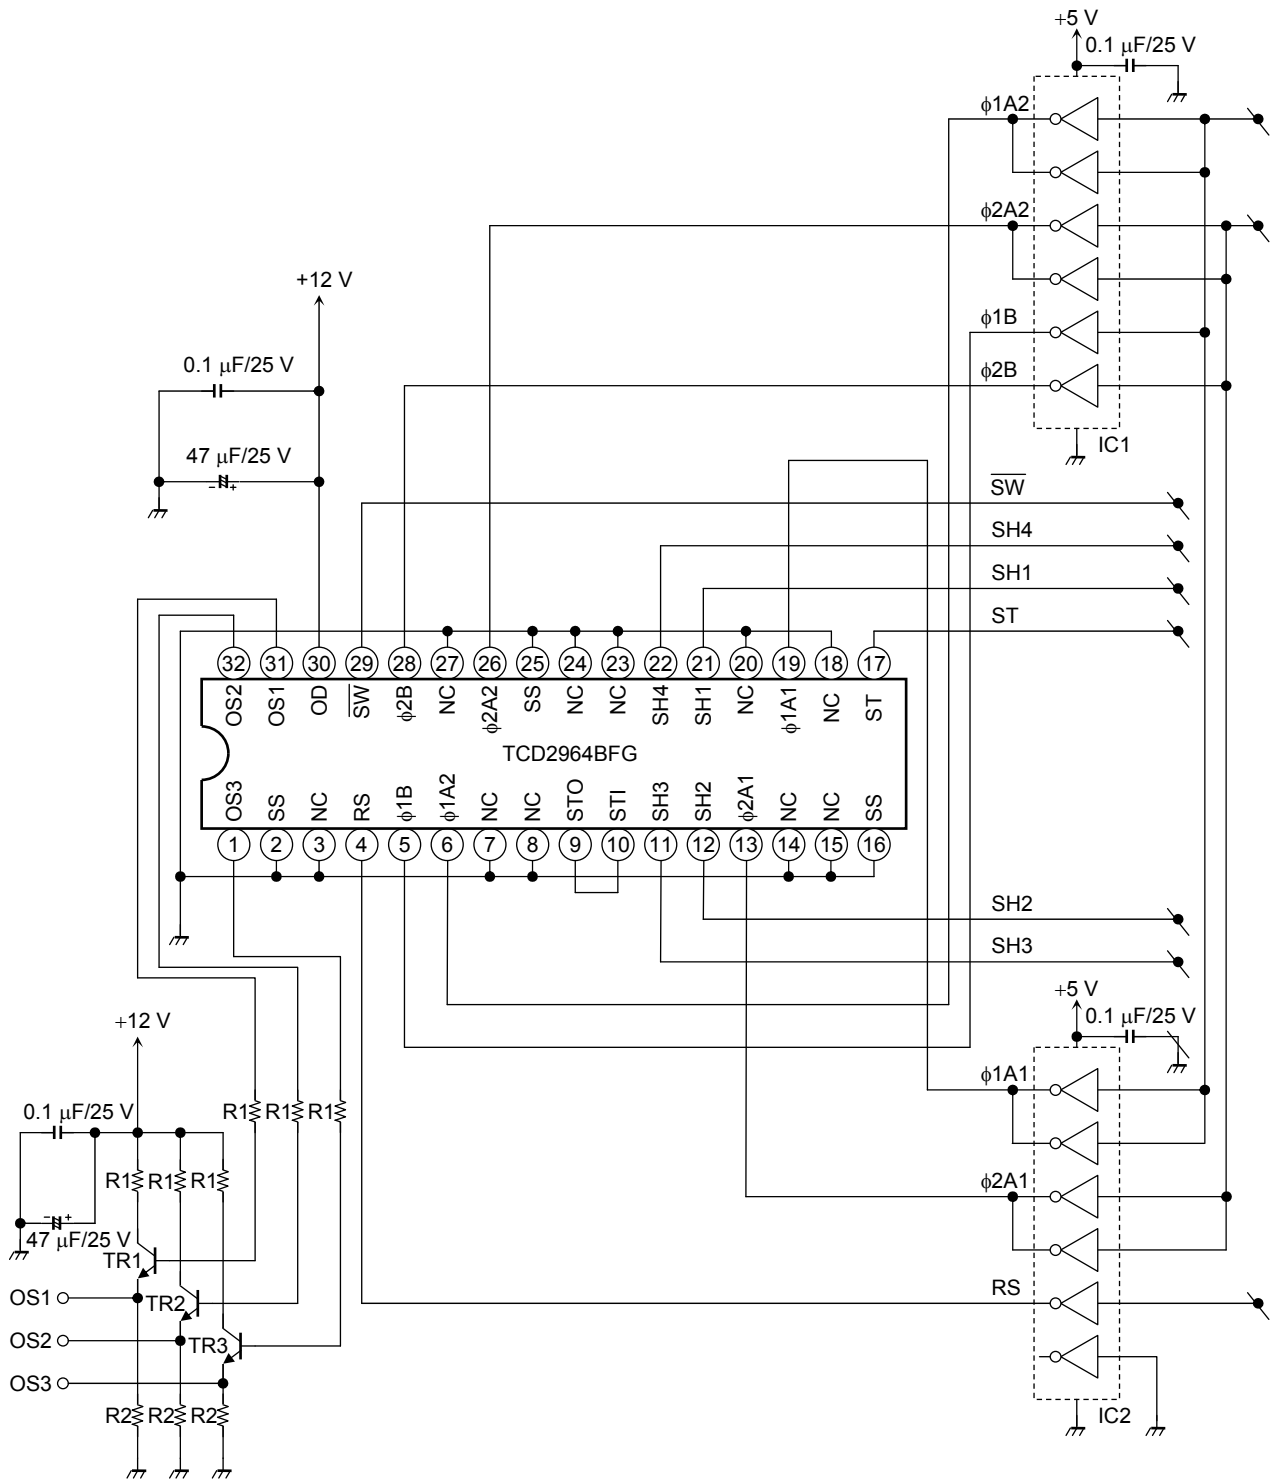 +5 V
0.1 μF/25 V
ϕ1A2
ϕ2A2
ϕ1B
ϕ2B
IC1
+12 V
0.1 μF/25 V
47 μF/25 V
- +
S̅W̅
SH4
SH1
ST
32 31 30 29 28 27 26 25 24 23 22 21 20 19 18 17
OS2 OS1 OD S̅W̅ ϕ2B NC ϕ2A2 SS NC NC SH4 SH1 NC ϕ1A1 NC ST
TCD2964BFG
OS3 SS NC RS ϕ1B ϕ1A2 NC NC STO STI SH3 SH2 ϕ2A1 NC NC SS
1 2 3 4 5 6 7 8 9 10 11 12 13 14 15 16
SH2
SH3
+5 V
0.1 μF/25 V
ϕ1A1
ϕ2A1
RS
IC2
+12 V
R1 R1 R1
0.1 μF/25 V
R1 R1 R1
- +
47 μF/25 V
TR1
OS1
TR2
OS2
TR3
OS3
R2 R2 R2